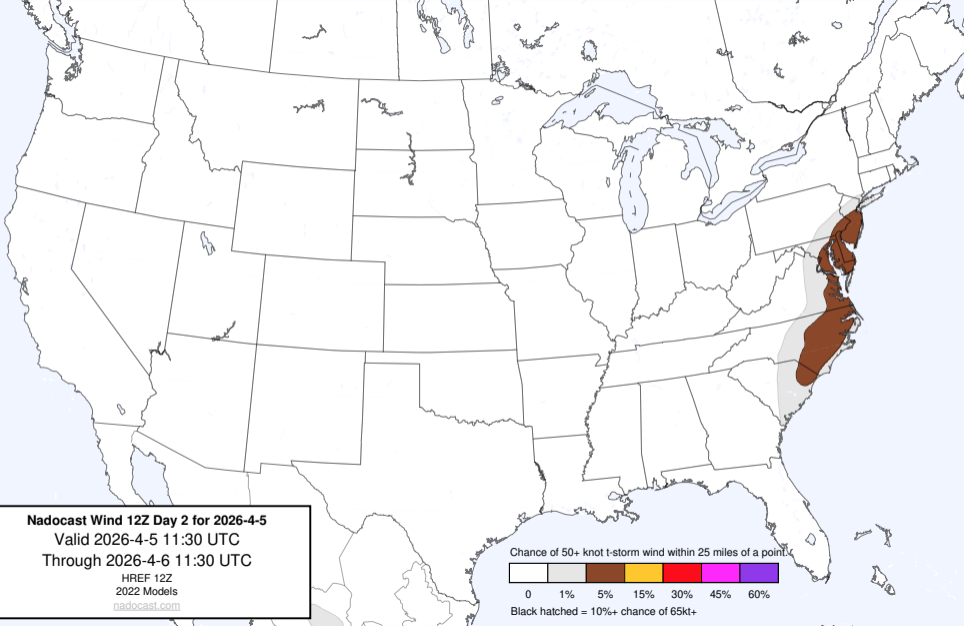 Nadocast Wind 12Z Day 2 for 2026-4-5
Valid 2026-4-5 11:30 UTC
Through 2026-4-6 11:30 UTC
HREF 12Z
2022 Models
nadocast.com
Chance of 50+ knot t-storm wind within 25 miles of a point.
0 1% 5% 15% 30% 45% 60%
Black hatched = 10%+ chance of 65kt+